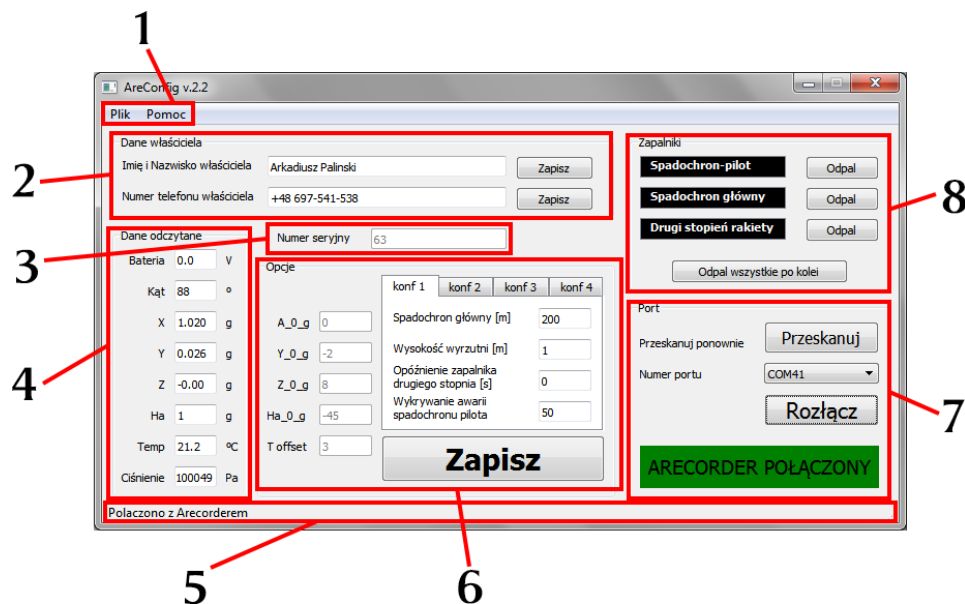 1
AreConfig v.2.2
Plik Pomoc
2
Dane właściciela
Imię i Nazwisko właściciela Arkadiusz Palinski Zapisz
Numer telefonu właściciela +48 697-541-538 Zapisz
3
Numer seryjny 63
4
Dane odczytane
Bateria 0.0 V
Kąt 88 º
X 1.020 g
Y 0.026 g
Z -0.00 g
Ha 1 g
Temp 21.2 ºC
Ciśnienie 100049 Pa
Opcje
A_0_g 0
Y_0_g -2
Z_0_g 8
Ha_0_g -45
T offset 3
konf 1 konf 2 konf 3 konf 4
Spadochron główny [m] 200
Wysokość wyrzutni [m] 1
Opóźnienie zapalnika
drugiego stopnia [s] 0
Wykrywanie awarii
spadochronu pilota 50
Zapisz
Zapalniki
Spadochron-pilot Odpal
Spadochron główny Odpal
Drugi stopień rakiety Odpal
Odpal wszystkie po kolei
8
Port
Przeskanuj ponownie Przeskanuj
Numer portu COM41
Rozłącz
ARECORDER POŁĄCZONY
7
Polaczono z Arecorderem
5
6